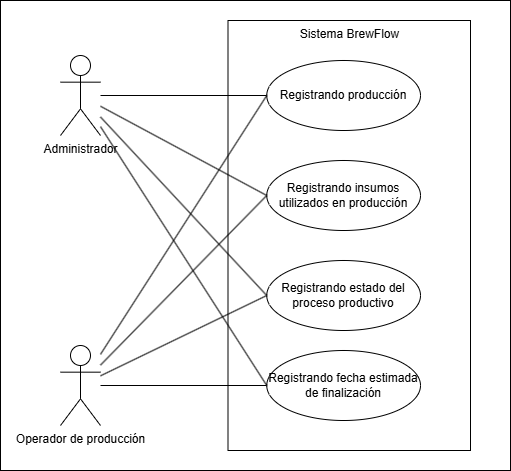 Sistema BrewFlow
Registrando producción
Administrador
Registrando insumos
utilizados en producción
Registrando estado del
proceso productivo
Registrando fecha estimada
de finalización
Operador de producción